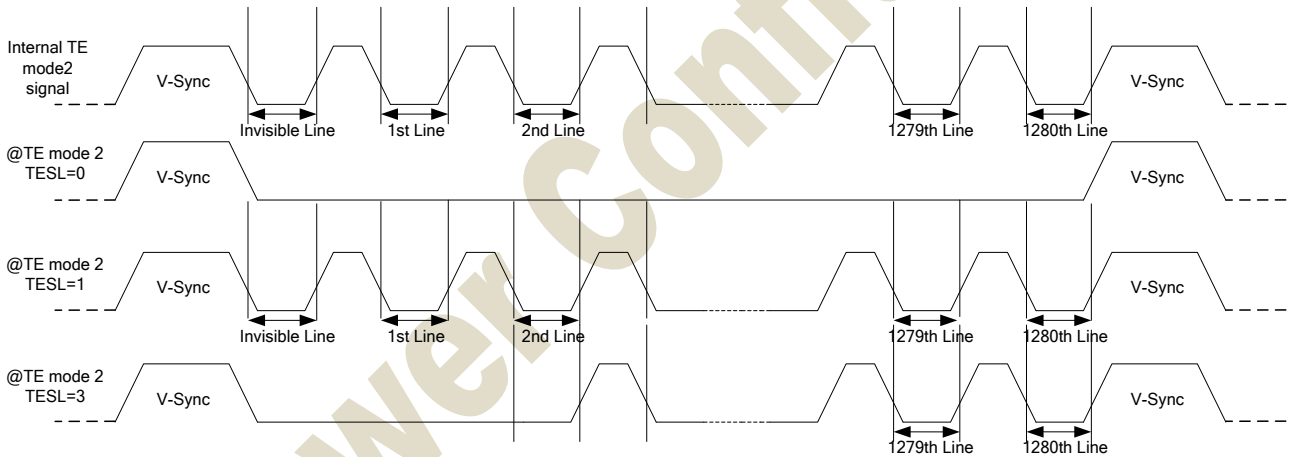 Internal TE
mode2
signal
V-Sync
V-Sync
Invisible Line
1st Line
2nd Line
1279th Line
1280th Line
@TE mode 2
TESL=0
V-Sync
V-Sync
@TE mode 2
TESL=1
V-Sync
V-Sync
Invisible Line
1st Line
2nd Line
1279th Line
1280th Line
@TE mode 2
TESL=3
V-Sync
V-Sync
1279th Line
1280th Line